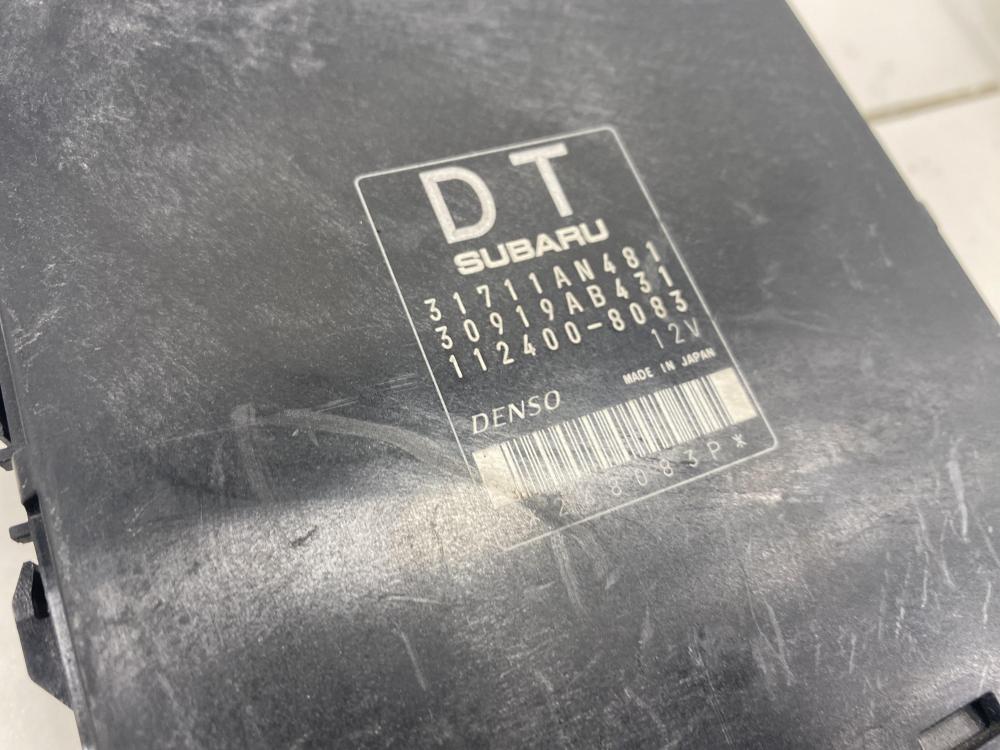 DT
SUBARU
31711AN481
30919AB431
112400-8083
12V
MADE IN JAPAN
DENSO
8083P*